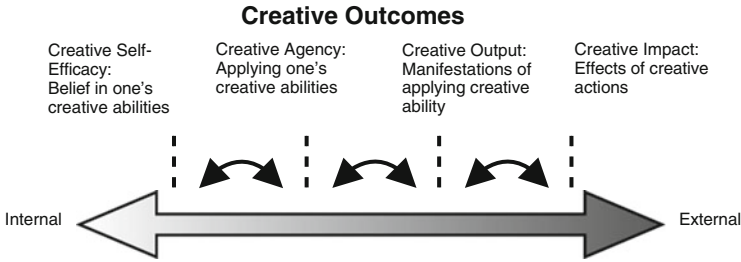 Creative Outcomes
Creative Self-
Efficacy:
Belief in one's
creative abilities
Creative Agency:
Applying one's
creative abilities
Creative Output:
Manifestations of
applying creative
ability
Creative Impact:
Effects of creative
actions
Internal
External